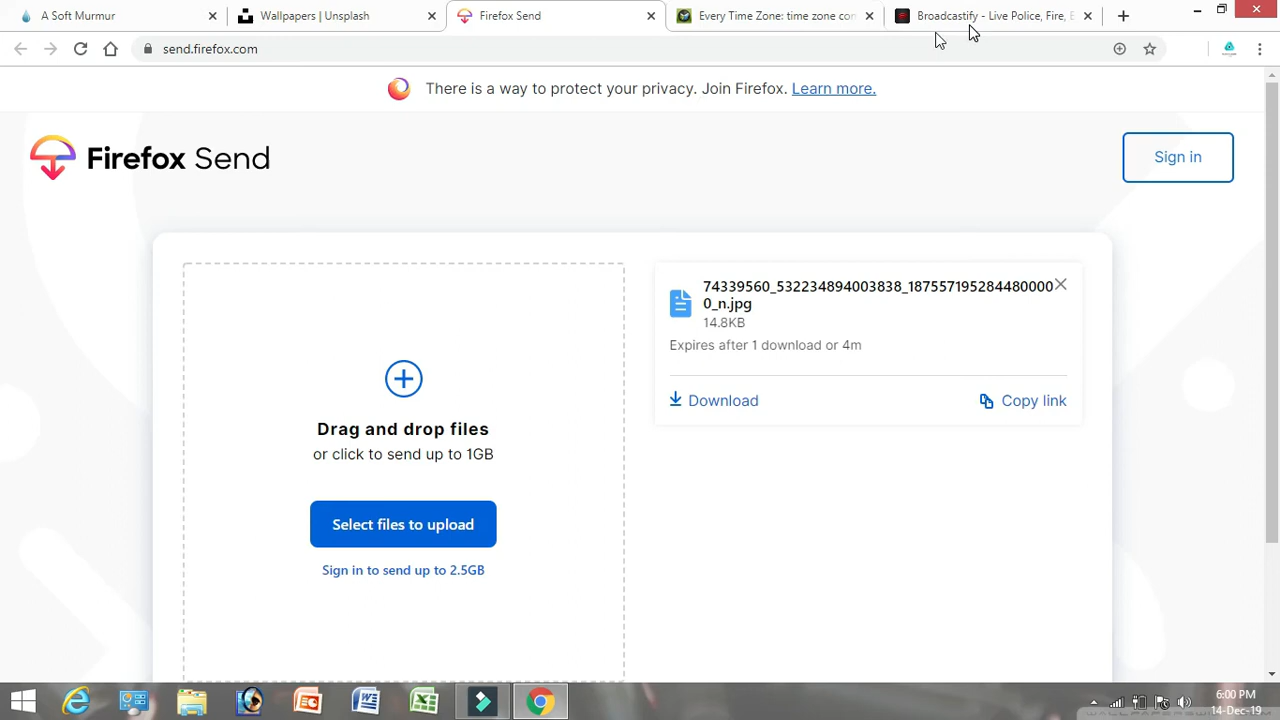 A Soft Murmur
Wallpapers | Unsplash
Firefox Send
Every Time Zone: time zone con
Broadcastify - Live Police, Fire, E
send.firefox.com
There is a way to protect your privacy. Join Firefox. Learn more.
Firefox Send
Sign in
74339560_532234894003838_187557195284480000
0_n.jpg
14.8KB
Expires after 1 download or 4m
Download
Copy link
Drag and drop files
or click to send up to 1GB
Select files to upload
Sign in to send up to 2.5GB
6:00 PM
14-Dec-19